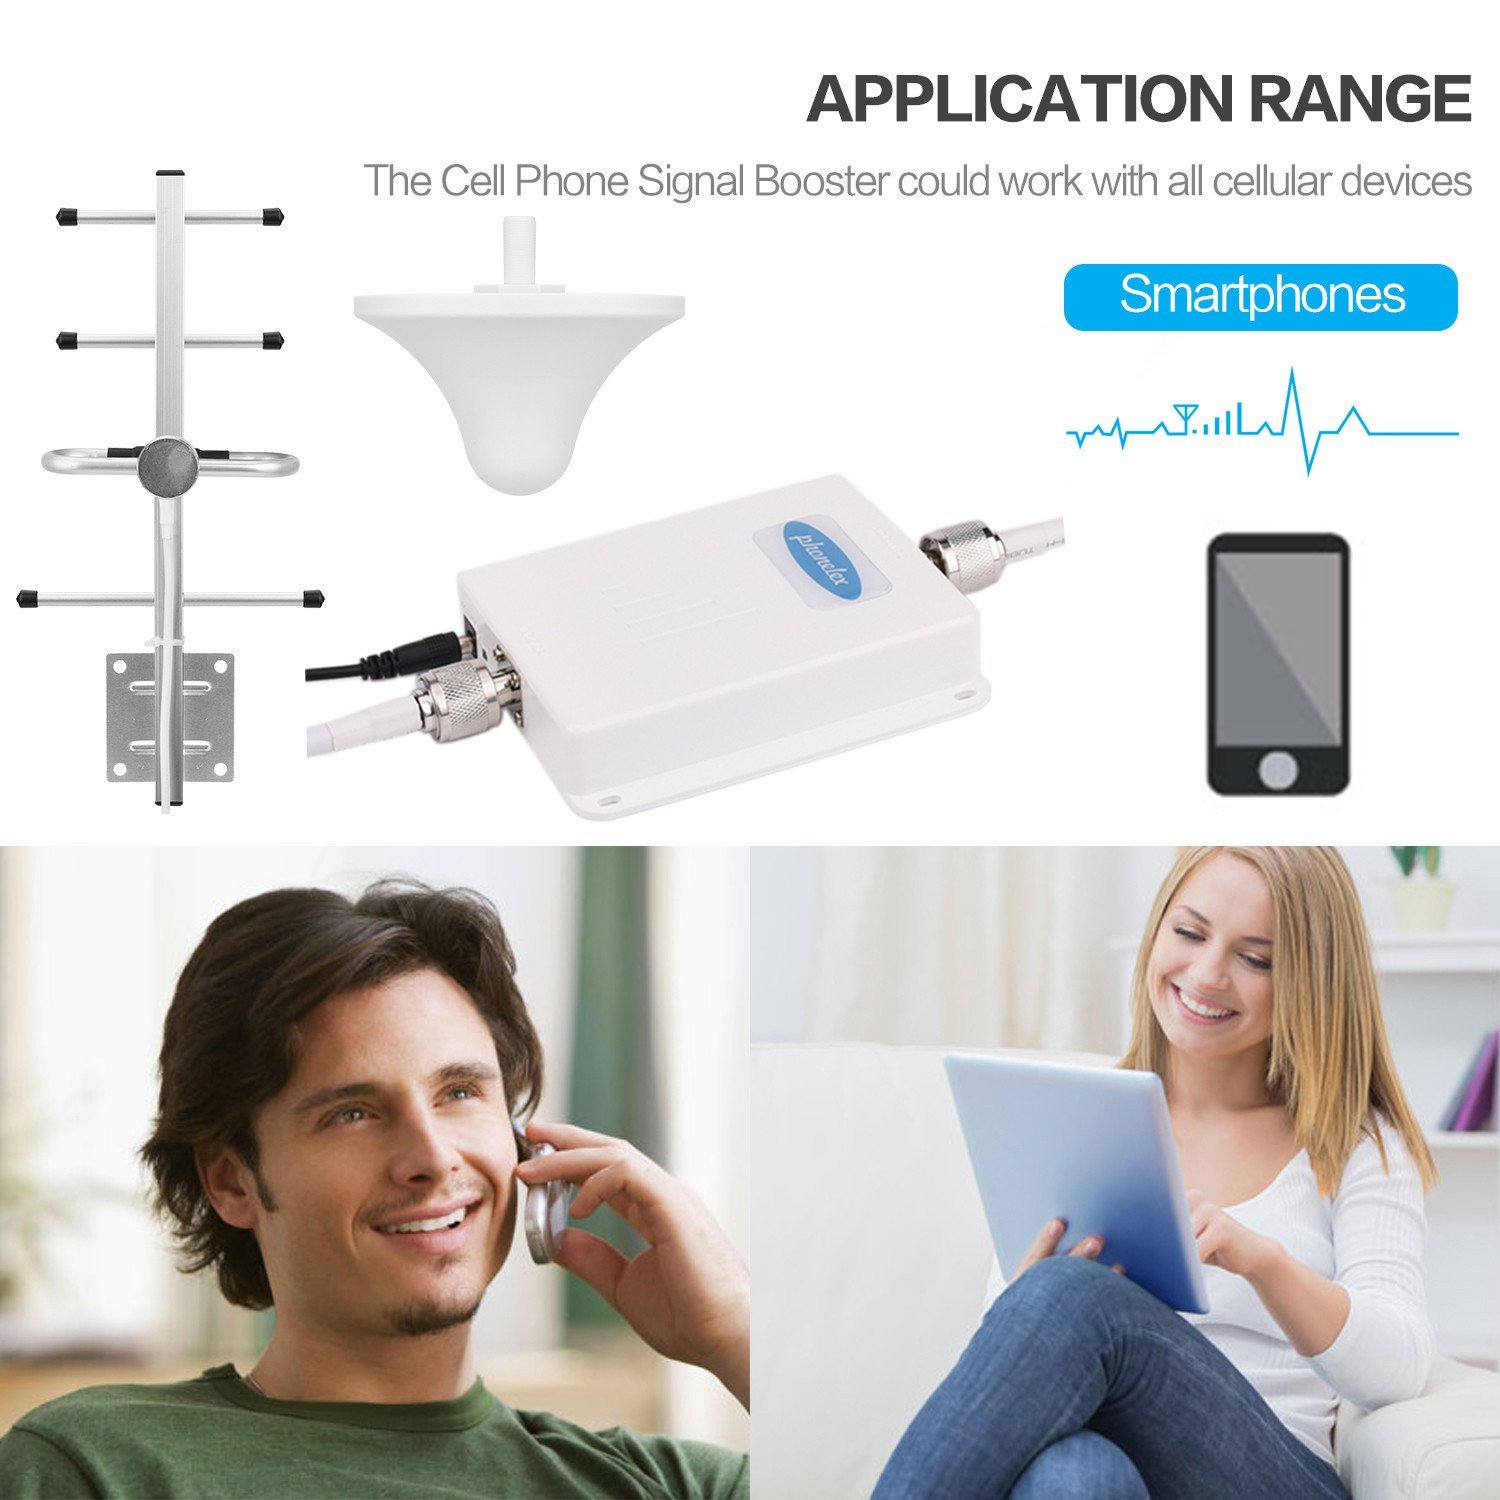 APPLICATION RANGE
The Cell Phone Signal Booster could work with all cellular devices
Smartphones
phonelex